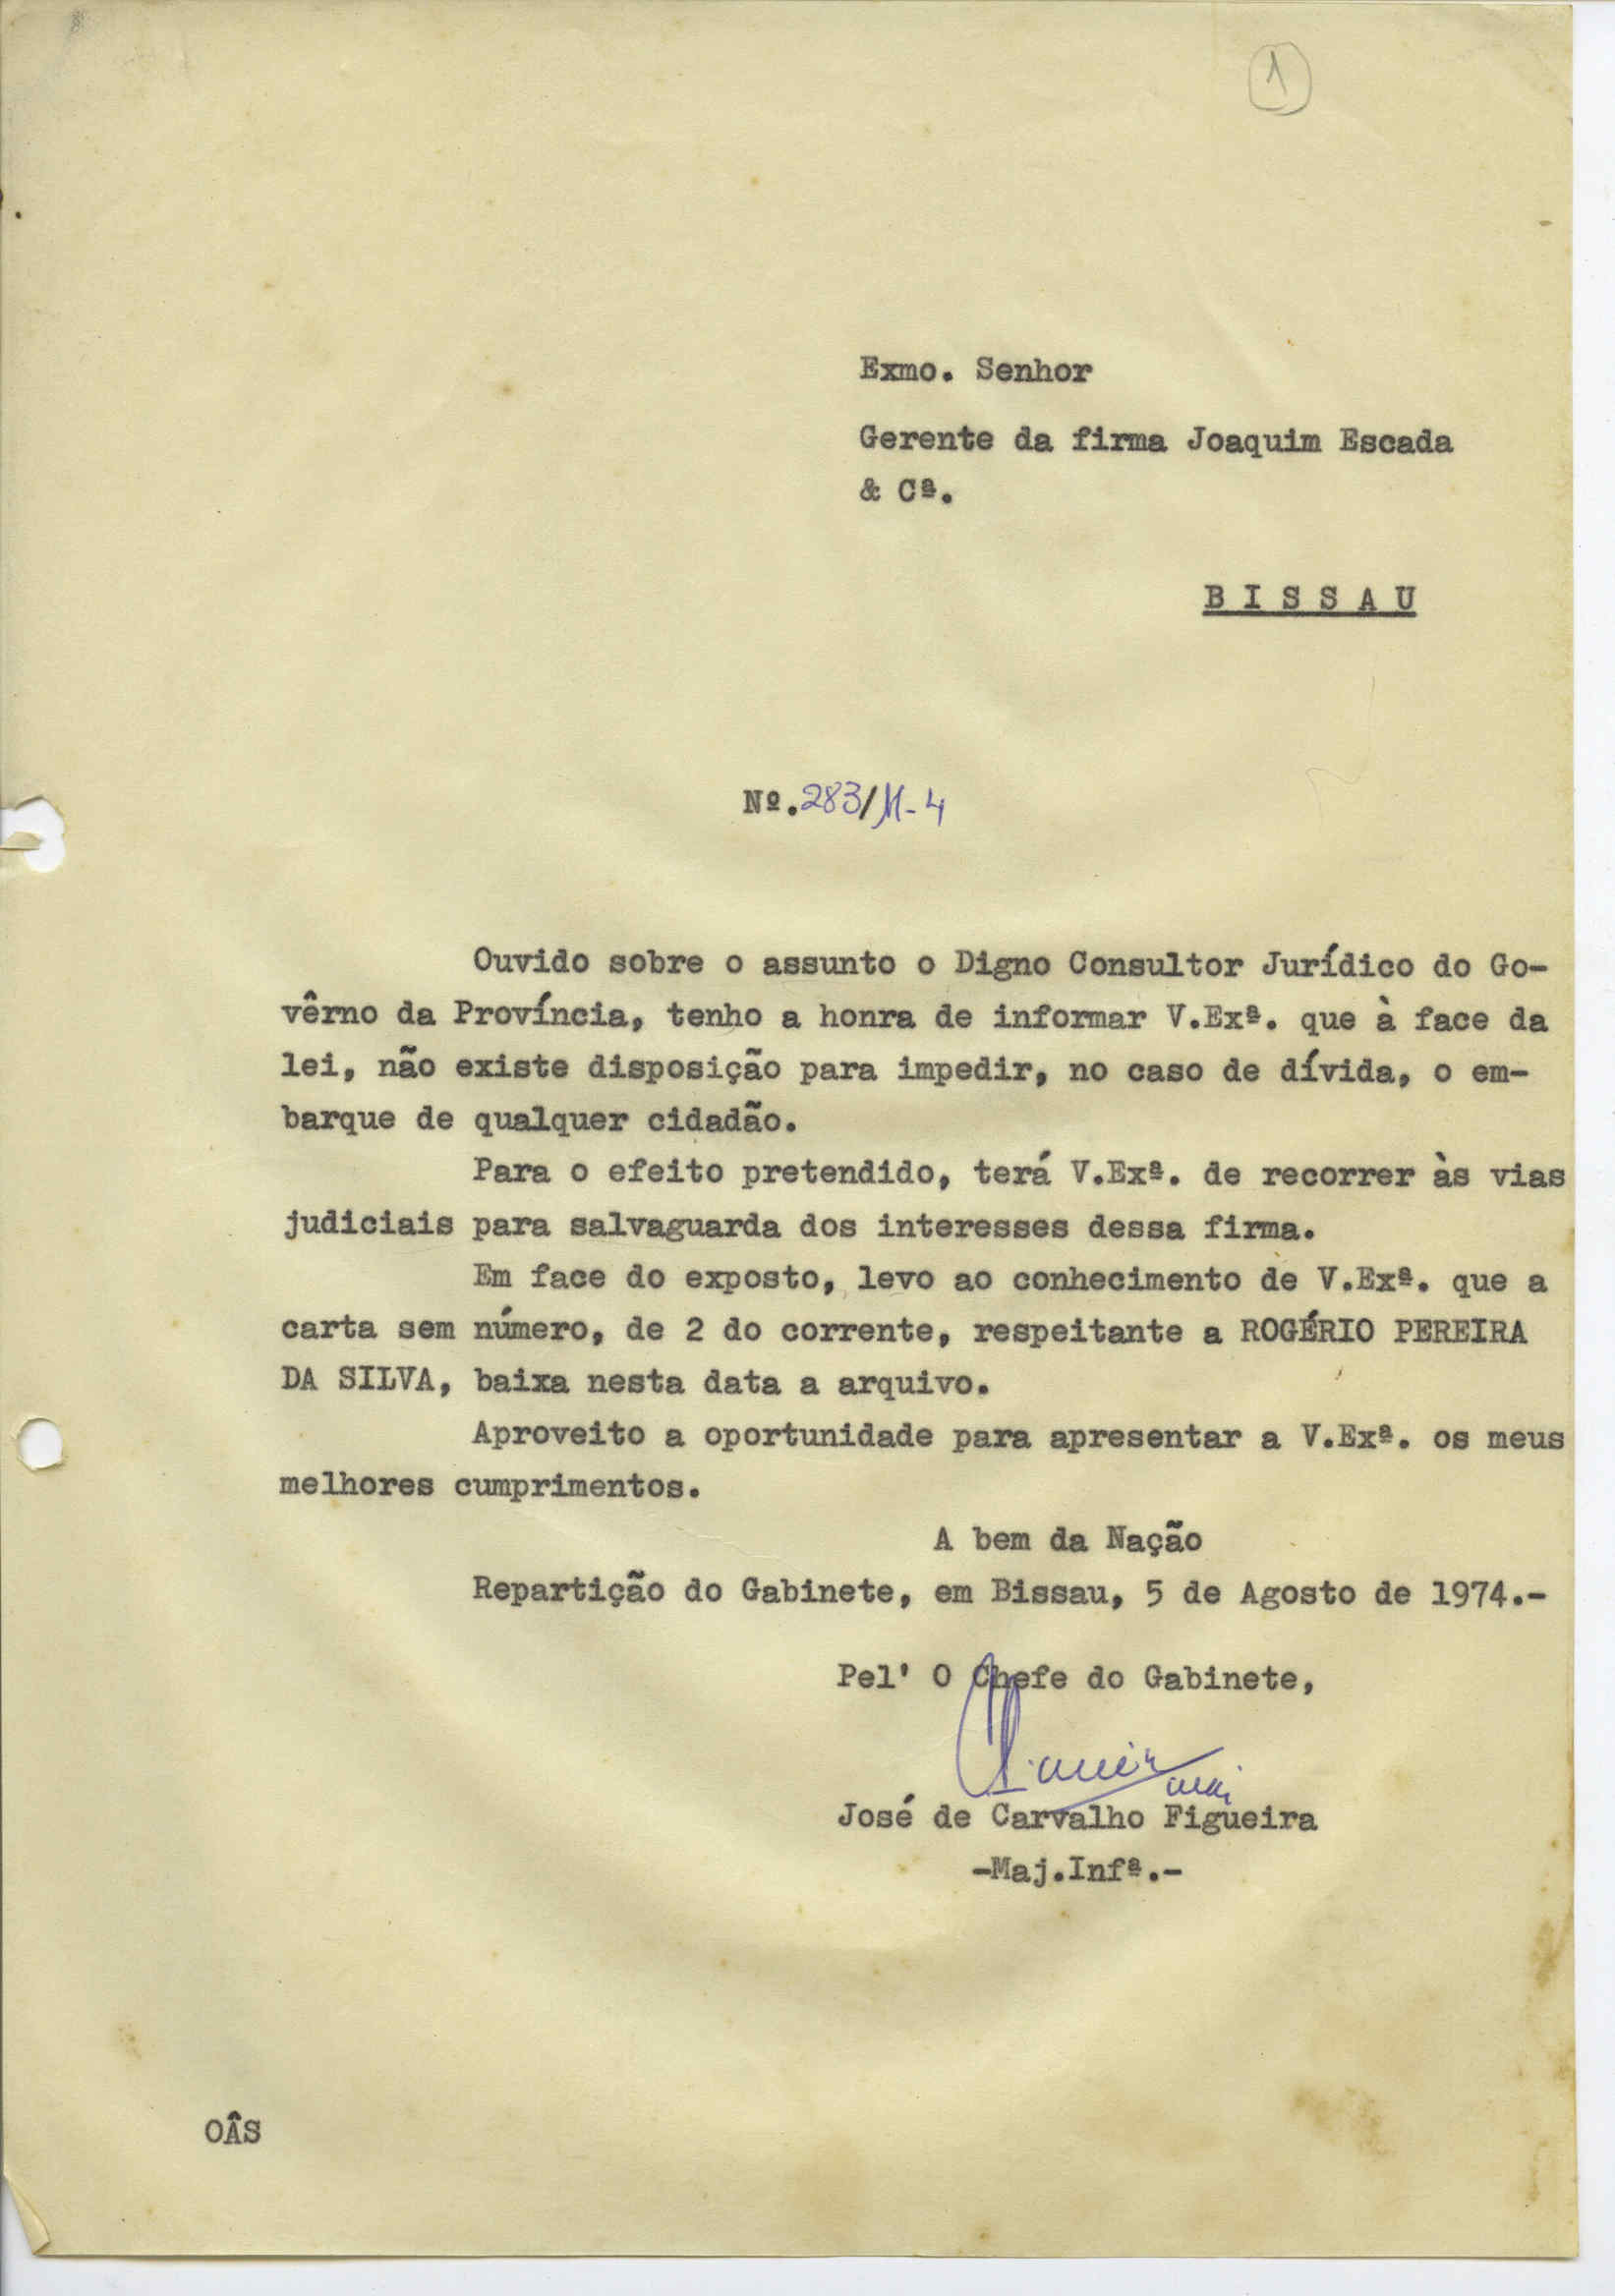 1
Exmo. Senhor
Gerente da firma Joaquim Escada
& Cª.
B I S S A U
Nº.283/M-4
Ouvido sobre o assunto o Digno Consultor Jurídico do Go-
vêrno da Província, tenho a honra de informar V.Exª. que à face da
lei, não existe disposição para impedir, no caso de dívida, o em-
barque de qualquer cidadão.
Para o efeito pretendido, terá V.Exª. de recorrer às vias
judiciais para salvaguarda dos interesses dessa firma.
Em face do exposto, levo ao conhecimento de V.Exª. que a
carta sem número, de 2 do corrente, respeitante a ROGÉRIO PEREIRA
DA SILVA, baixa nesta data a arquivo.
Aproveito a oportunidade para apresentar a V.Exª. os meus
melhores cumprimentos.
A bem da Nação
Repartição do Gabinete, em Bissau, 5 de Agosto de 1974.-
Pel' O Chefe do Gabinete,
José de Carvalho Figueira
-Maj.Infª.-
OÂS